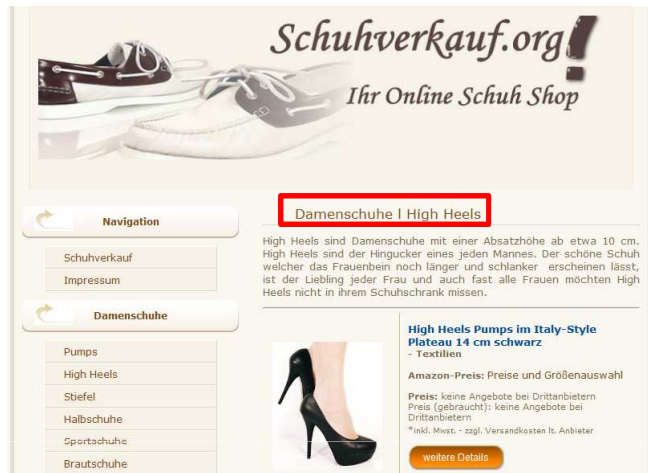 Schuhverkauf.org!
Ihr Online Schuh Shop
Navigation
Schuhverkauf
Impressum
Damenschuhe
Pumps
High Heels
Stiefel
Halbschuhe
Sportschuhe
Brautschuhe
Damenschuhe l High Heels
High Heels sind Damenschuhe mit einer Absatzhöhe ab etwa 10 cm.
High Heels sind der Hingucker eines jeden Mannes. Der schöne Schuh
welcher das Frauenbein noch länger und schlanker erscheinen lässt,
ist der Liebling jeder Frau und auch fast alle Frauen möchten High
Heels nicht in ihrem Schuhschrank missen.
High Heels Pumps im Italy-Style
Plateau 14 cm schwarz
- Textilien
Amazon-Preis: Preise und Größenauswahl
Preis: keine Angebote bei Drittanbietern
Preis (gebraucht): keine Angebote bei
Drittanbietern
*inkl. Mwst. - zzgl. Versandkosten lt. Anbieter
weitere Details